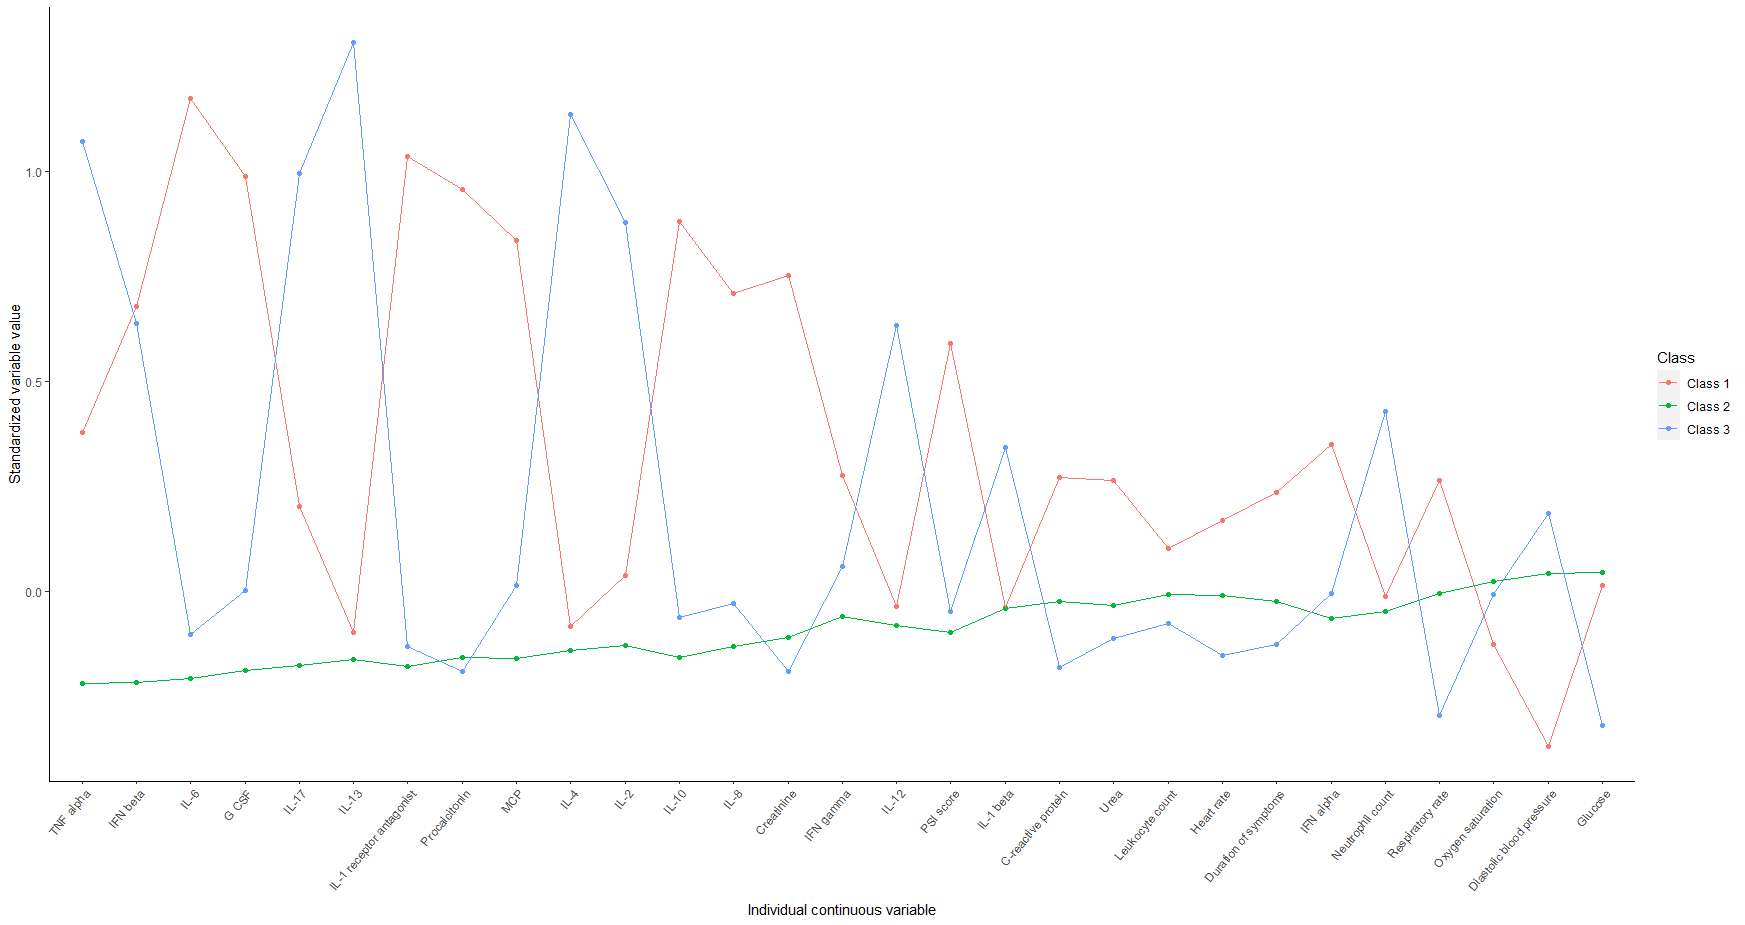 Standardized variable value
1.0
0.5
0.0
TNF alpha
IFN beta
IL-6
G CSF
IL-17
IL-13
IL-1 receptor antagonist
Procalcitonin
MCP
IL-4
IL-2
IL-10
IL-8
Creatinine
IFN gamma
IL-12
PSI score
IL-1 beta
C-reactive protein
Urea
Leukocyte count
Heart rate
Duration of symptoms
IFN alpha
Neutrophil count
Respiratory rate
Oxygen saturation
Diastolic blood pressure
Glucose
Individual continuous variable
Class
Class 1
Class 2
Class 3